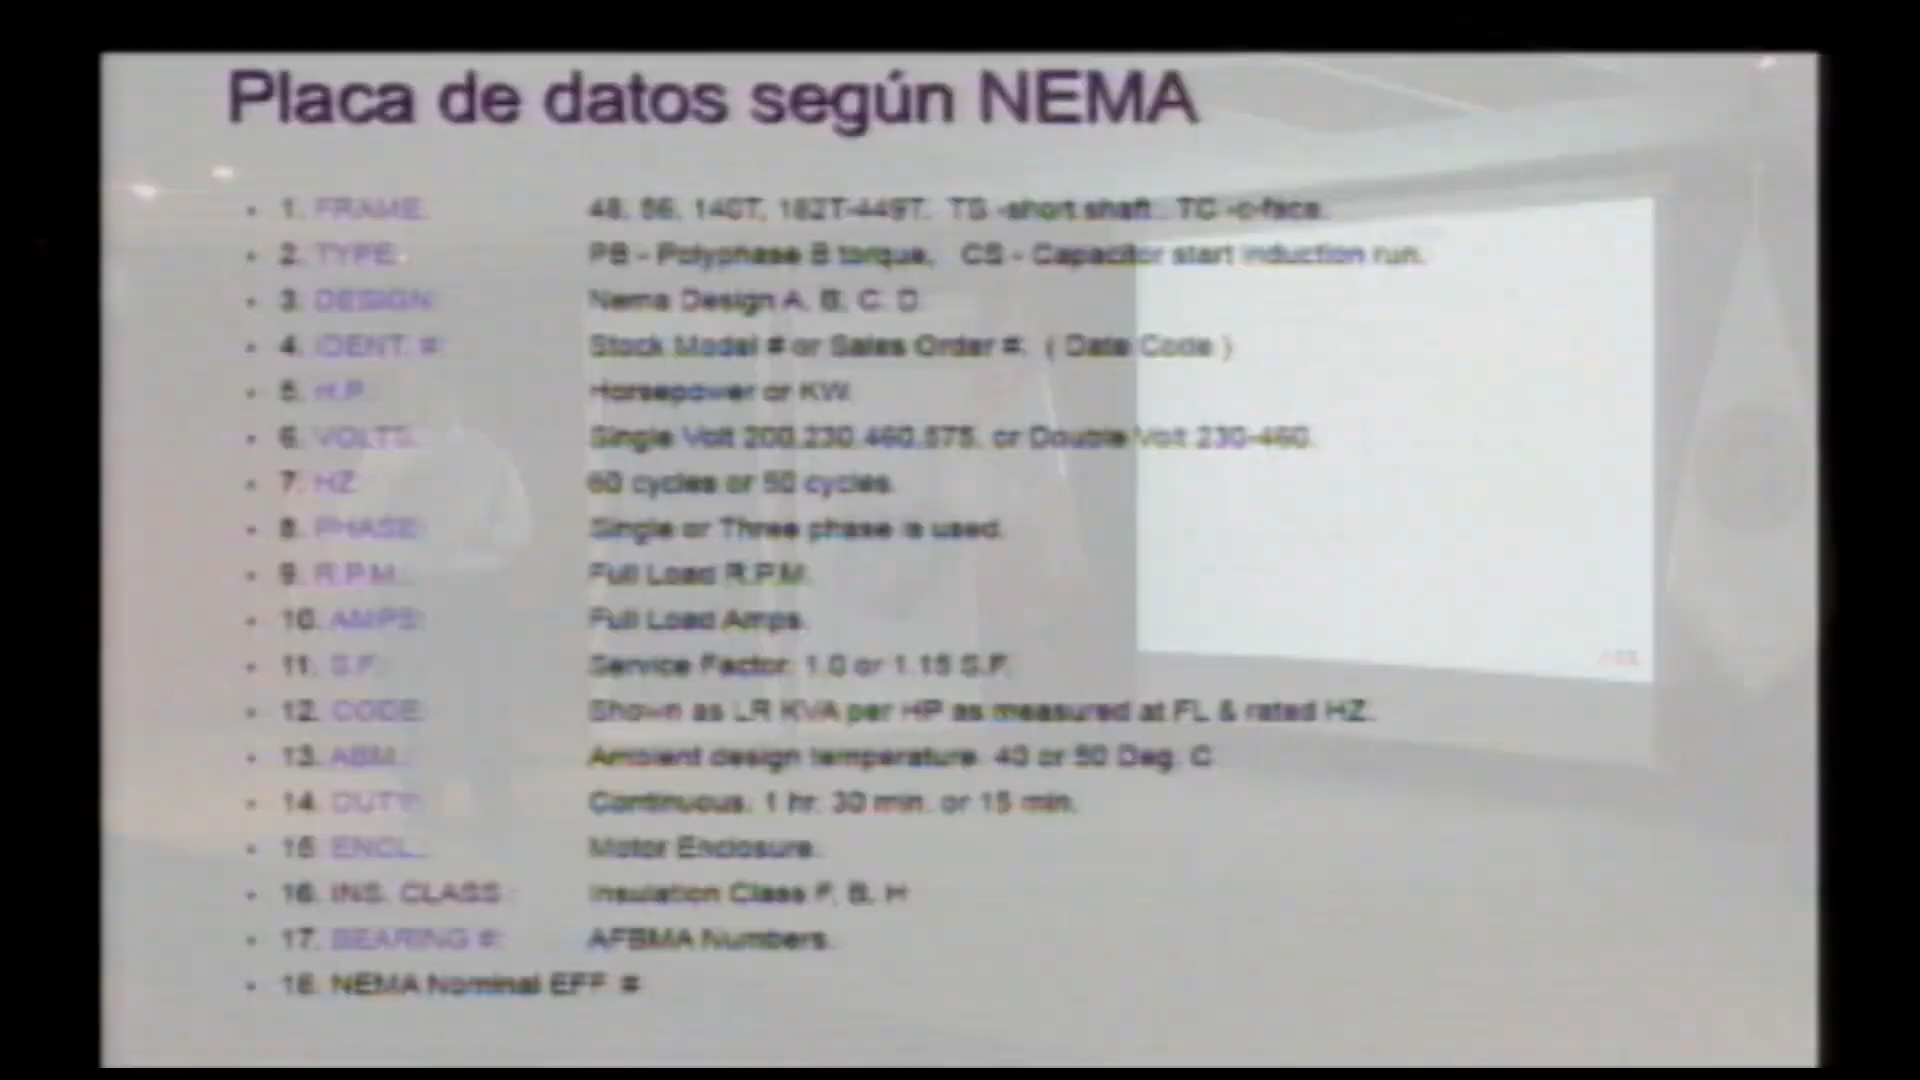 Placa de datos según NEMA
• 1. FRAME: 48, 56, 140T, 182T-449T. TS -short shaft. TC -c-face.
• 2. TYPE: PB - Polyphase B torque, CS - Capacitor start induction run.
• 3. DESIGN: Nema Design A, B, C, D.
• 4. IDENT. #: Stock Model # or Sales Order #. ( Date Code )
• 5. H.P.: Horsepower or KW.
• 6. VOLTS: Single Volt 200,230,460,575, or Double Volt 230-460.
• 7. HZ: 60 cycles or 50 cycles.
• 8. PHASE: Single or Three phase is used.
• 9. R.P.M.: Full Load R.P.M.
• 10. AMPS: Full Load Amps.
• 11. S.F.: Service Factor. 1.0 or 1.15 S.F.
• 12. CODE: Shown as LR KVA per HP as measured at FL & rated HZ.
• 13. ABM.: Ambient design temperature. 40 or 50 Deg. C
• 14. DUTY: Continuous, 1 hr. 30 min. or 15 min.
• 15. ENCL.: Motor Enclosure.
• 16. INS. CLASS : Insulation Class F, B, H
• 17. BEARING #: AFBMA Numbers.
• 18. NEMA Nominal EFF. #